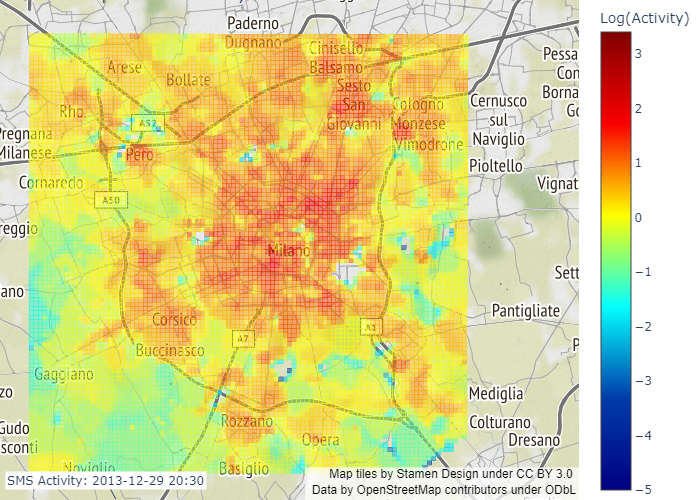 Paderno
Dugnano
Cinisello
Balsamo
Arese
Bollate
Sesto
San
Giovanni
Rho
A52
Cologno
Monzese
Vimodrone
Pero
Cernusco
sul
Naviglio
Pioltello
Pessa
Con
Borna
Go
Pregnana
Milanese
Cornaredo
A50
Vignat
reggio
Milano
Sett
ano
Corsico
A7
A1
Pantigliate
Buccinasco
Gaggiano
zo
Mediglia
Rozzano
Opera
Colturano
Dresano
Gudo
sconti
Noviglio
Basiglio
SMS Activity: 2013-12-29 20:30
Map tiles by Stamen Design under CC BY 3.0
Data by OpenStreetMap contributors under ODbL
Log(Activity)
3
2
1
0
−1
−2
−3
−4
−5